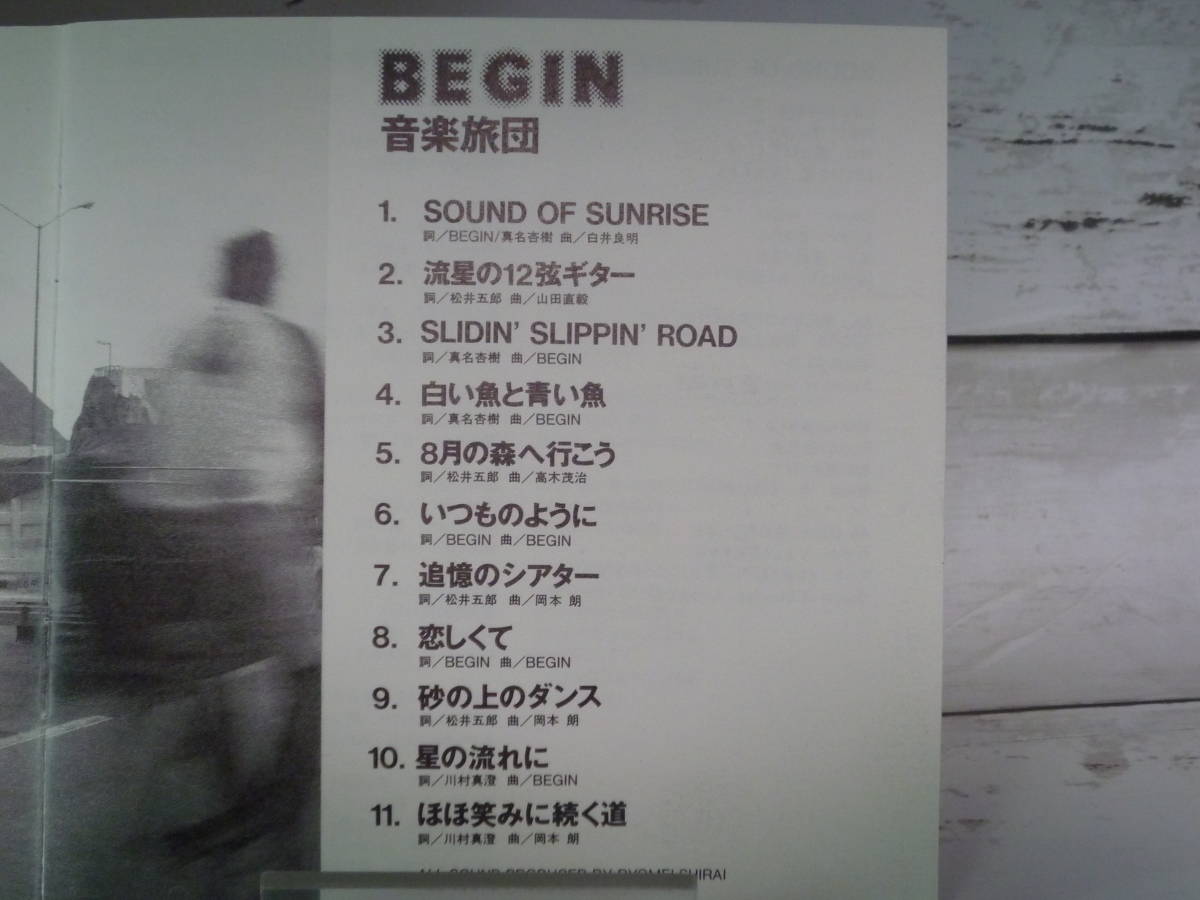 BEGIN
音楽旅団
1. SOUND OF SUNRISE
詞/BEGIN/真名杏樹 曲/白井良明
2. 流星の12弦ギター
詞/松井五郎 曲/山田直毅
3. SLIDIN' SLIPPIN' ROAD
詞/真名杏樹 曲/BEGIN
4. 白い魚と青い魚
詞/真名杏樹 曲/BEGIN
5. 8月の森へ行こう
詞/松井五郎 曲/高木茂治
6. いつものように
詞/BEGIN 曲/BEGIN
7. 追憶のシアター
詞/松井五郎 曲/岡本 朗
8. 恋しくて
詞/BEGIN 曲/BEGIN
9. 砂の上のダンス
詞/松井五郎 曲/岡本 朗
10. 星の流れに
詞/川村真澄 曲/BEGIN
11. ほほ笑みに続く道
詞/川村真澄 曲/岡本 朗
ALL SOUND PRODUCED BY RYOMEI SHIRAI